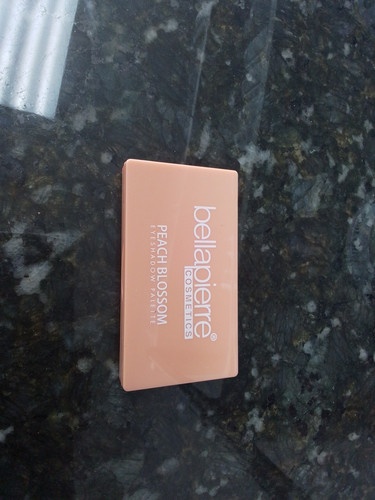 bellapierre®
COSMETICS
PEACH BLOSSOM
EYESHADOW PALETTE